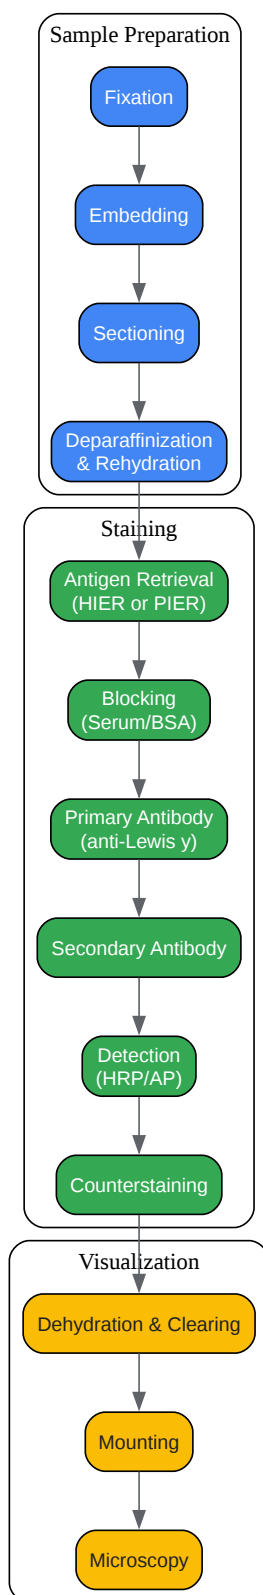 Sample Preparation
Fixation
Embedding
Sectioning
Deparaffinization
& Rehydration
Staining
Antigen Retrieval
(HIER or PIER)
Blocking
(Serum/BSA)
Primary Antibody
(anti-Lewis y)
Secondary Antibody
Detection
(HRP/AP)
Counterstaining
Visualization
Dehydration & Clearing
Mounting
Microscopy